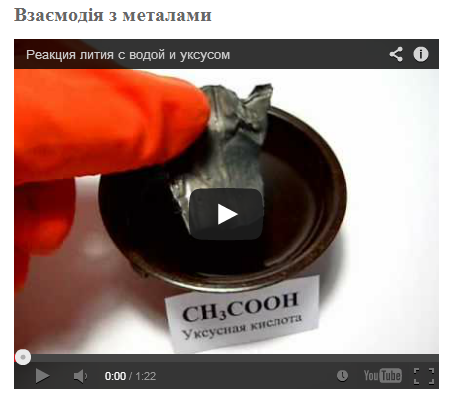 Взаємодія з металами
Реакция лития с водой и уксусом
CH₃COOH
Уксусная кислота
0:00 / 1:22
YouTube